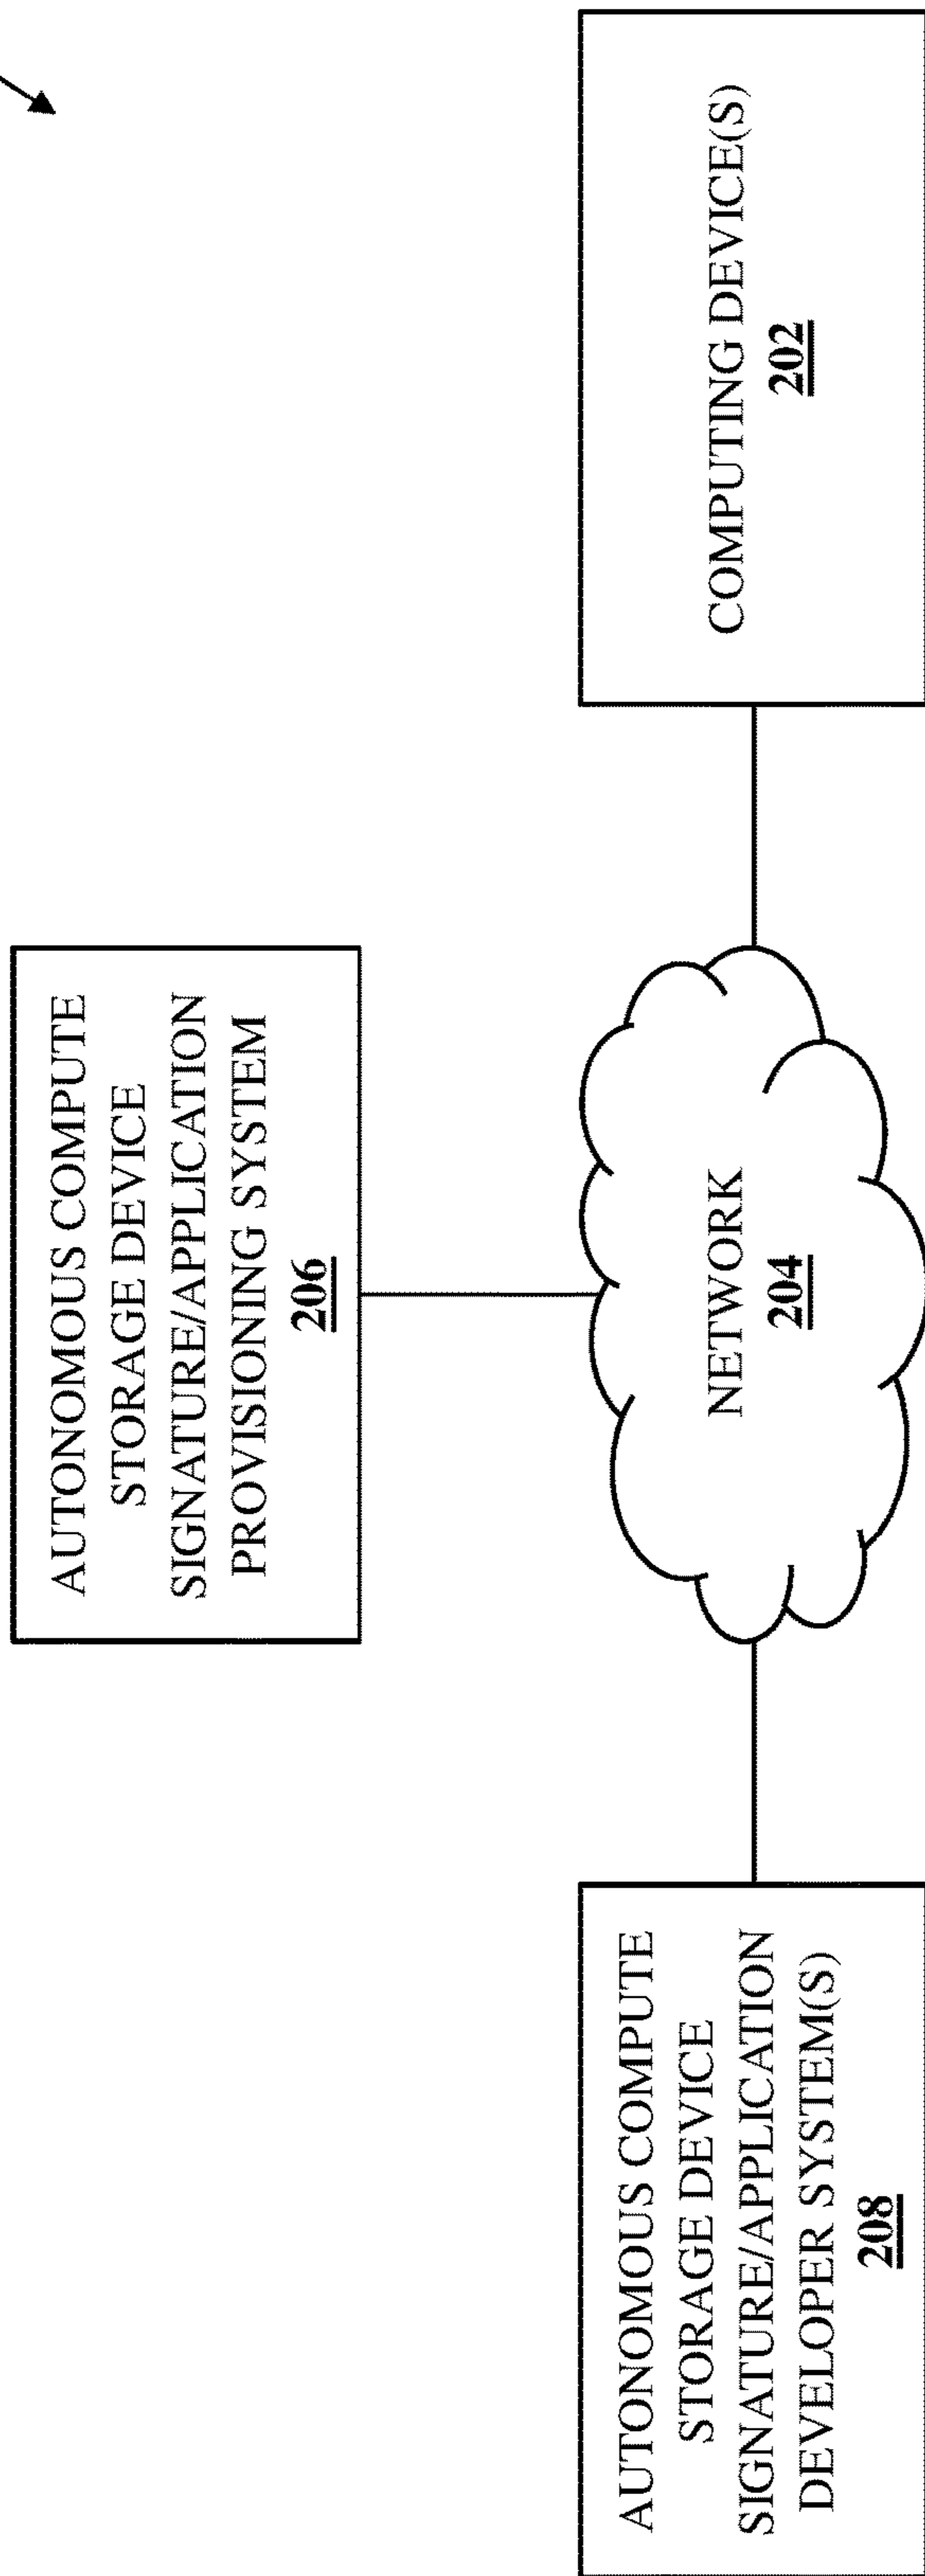 AUTONOMOUS COMPUTE
STORAGE DEVICE
SIGNATURE/APPLICATION
PROVISIONING SYSTEM
206
AUTONOMOUS COMPUTE
STORAGE DEVICE
SIGNATURE/APPLICATION
DEVELOPER SYSTEM(S)
208
NETWORK
204
COMPUTING DEVICE(S)
202